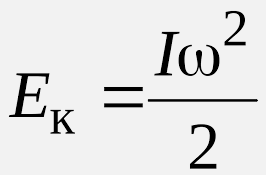 Eк = Iω²/2